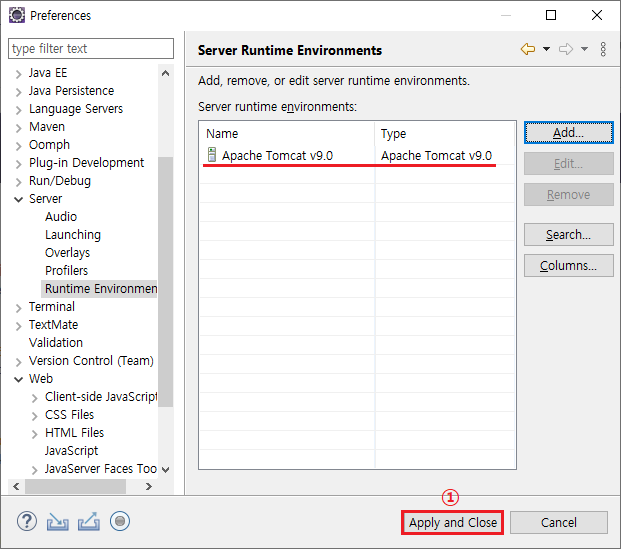 Preferences
type filter text
Server Runtime Environments
Java EE
Java Persistence
Language Servers
Maven
Oomph
Plug-in Development
Run/Debug
Server
Audio
Launching
Overlays
Profilers
Runtime Environmen
Terminal
TextMate
Validation
Version Control (Team)
Web
Client-side JavaScript
CSS Files
HTML Files
JavaScript
JavaServer Faces Too
Add, remove, or edit server runtime environments.
Server runtime environments:
Name Type
Apache Tomcat v9.0 Apache Tomcat v9.0
Add...
Edit...
Remove
Search...
Columns...
①
Apply and Close Cancel